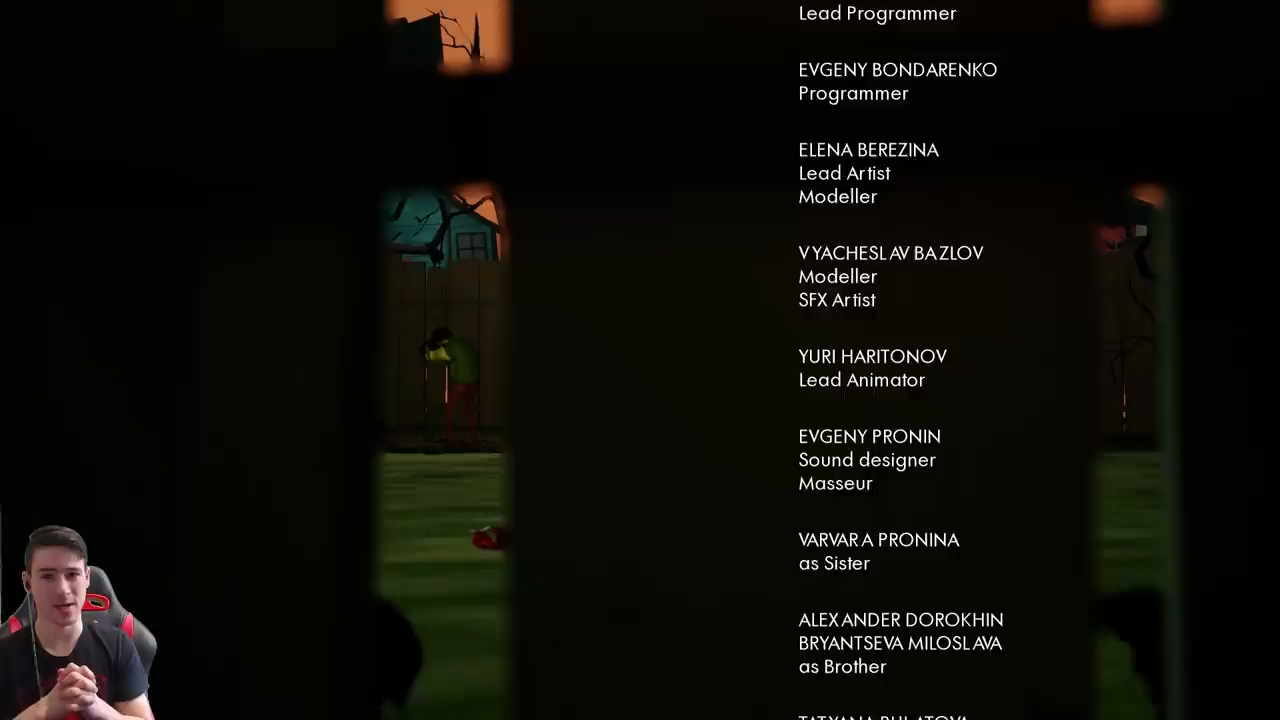 Lead Programmer
EVGENY BONDARENKO
Programmer
ELENA BEREZINA
Lead Artist
Modeller
VYACHESLAV BAZLOV
Modeller
SFX Artist
YURI HARITONOV
Lead Animator
EVGENY PRONIN
Sound designer
Masseur
VARVARA PRONINA
as Sister
ALEXANDER DOROKHIN
BRYANTSEVA MILOSLAVA
as Brother